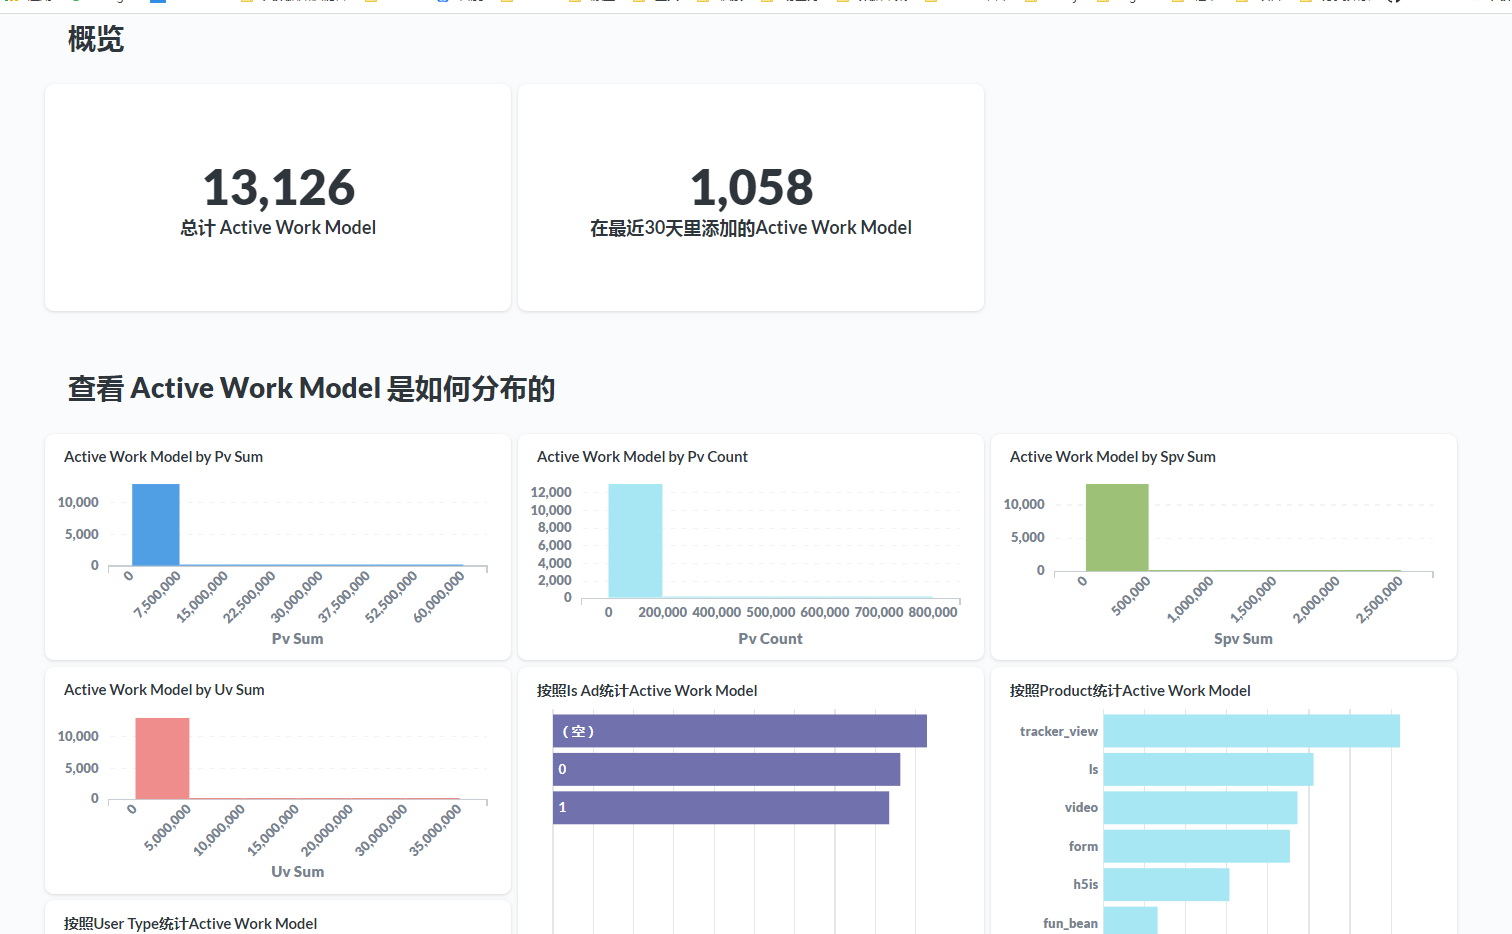 概览
13,126
总计 Active Work Model
1,058
在最近30天里添加的Active Work Model
查看 Active Work Model 是如何分布的
Active Work Model by Pv Sum
10,000
5,000
0
0
7,500,000
15,000,000
22,500,000
30,000,000
37,500,000
52,500,000
60,000,000
Pv Sum
Active Work Model by Pv Count
12,000
10,000
8,000
6,000
4,000
2,000
0
0
200,000
400,000
500,000
600,000
700,000
800,000
Pv Count
Active Work Model by Spv Sum
10,000
5,000
0
0
500,000
1,000,000
1,500,000
2,000,000
2,500,000
Spv Sum
Active Work Model by Uv Sum
10,000
5,000
0
0
5,000,000
10,000,000
15,000,000
20,000,000
30,000,000
35,000,000
Uv Sum
按照Is Ad统计Active Work Model
（空）
0
1
按照Product统计Active Work Model
tracker_view
ls
video
form
h5is
fun_bean
按照User Type统计Active Work Model